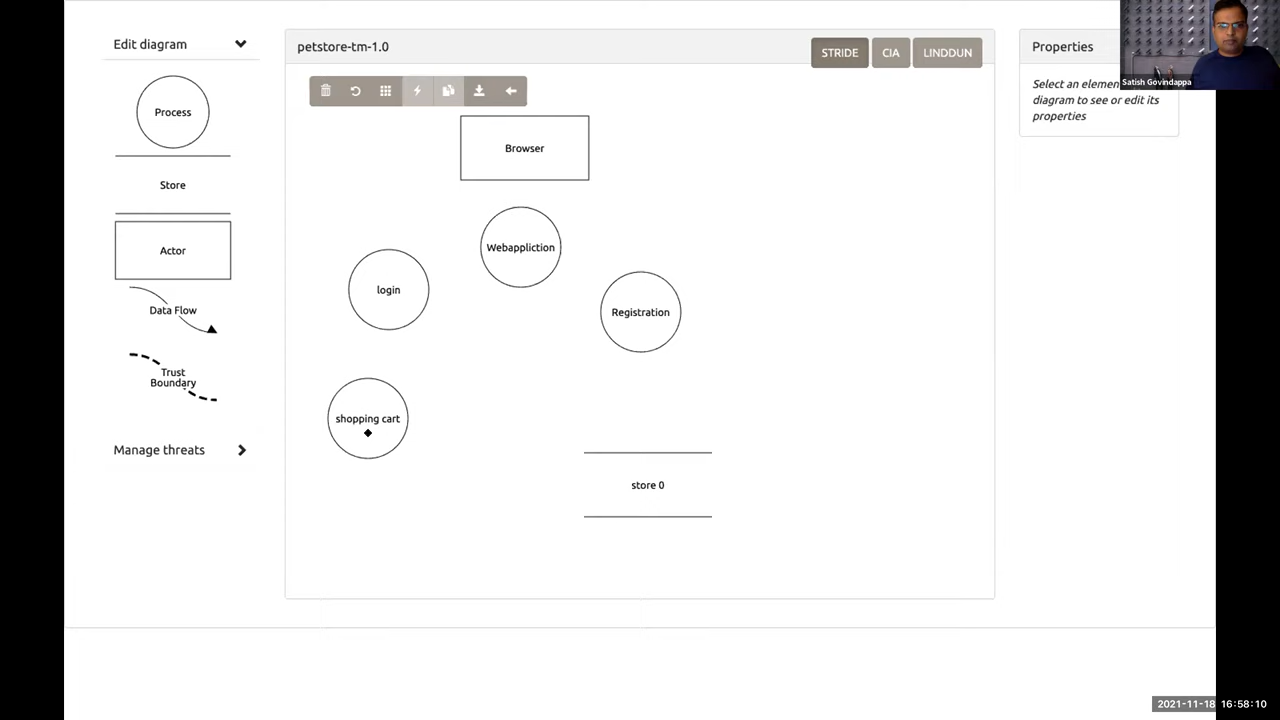 Edit diagram
Process
Store
Actor
Data Flow
Trust
Boundary
Manage threats
petstore-tm-1.0
STRIDE
CIA
LINDDUN
Browser
Webappliction
login
Registration
shopping cart
store 0
Properties
Select an elemen
diagram to see or edit its
properties
Satish Govindappa
2021-11-18 16:58:10